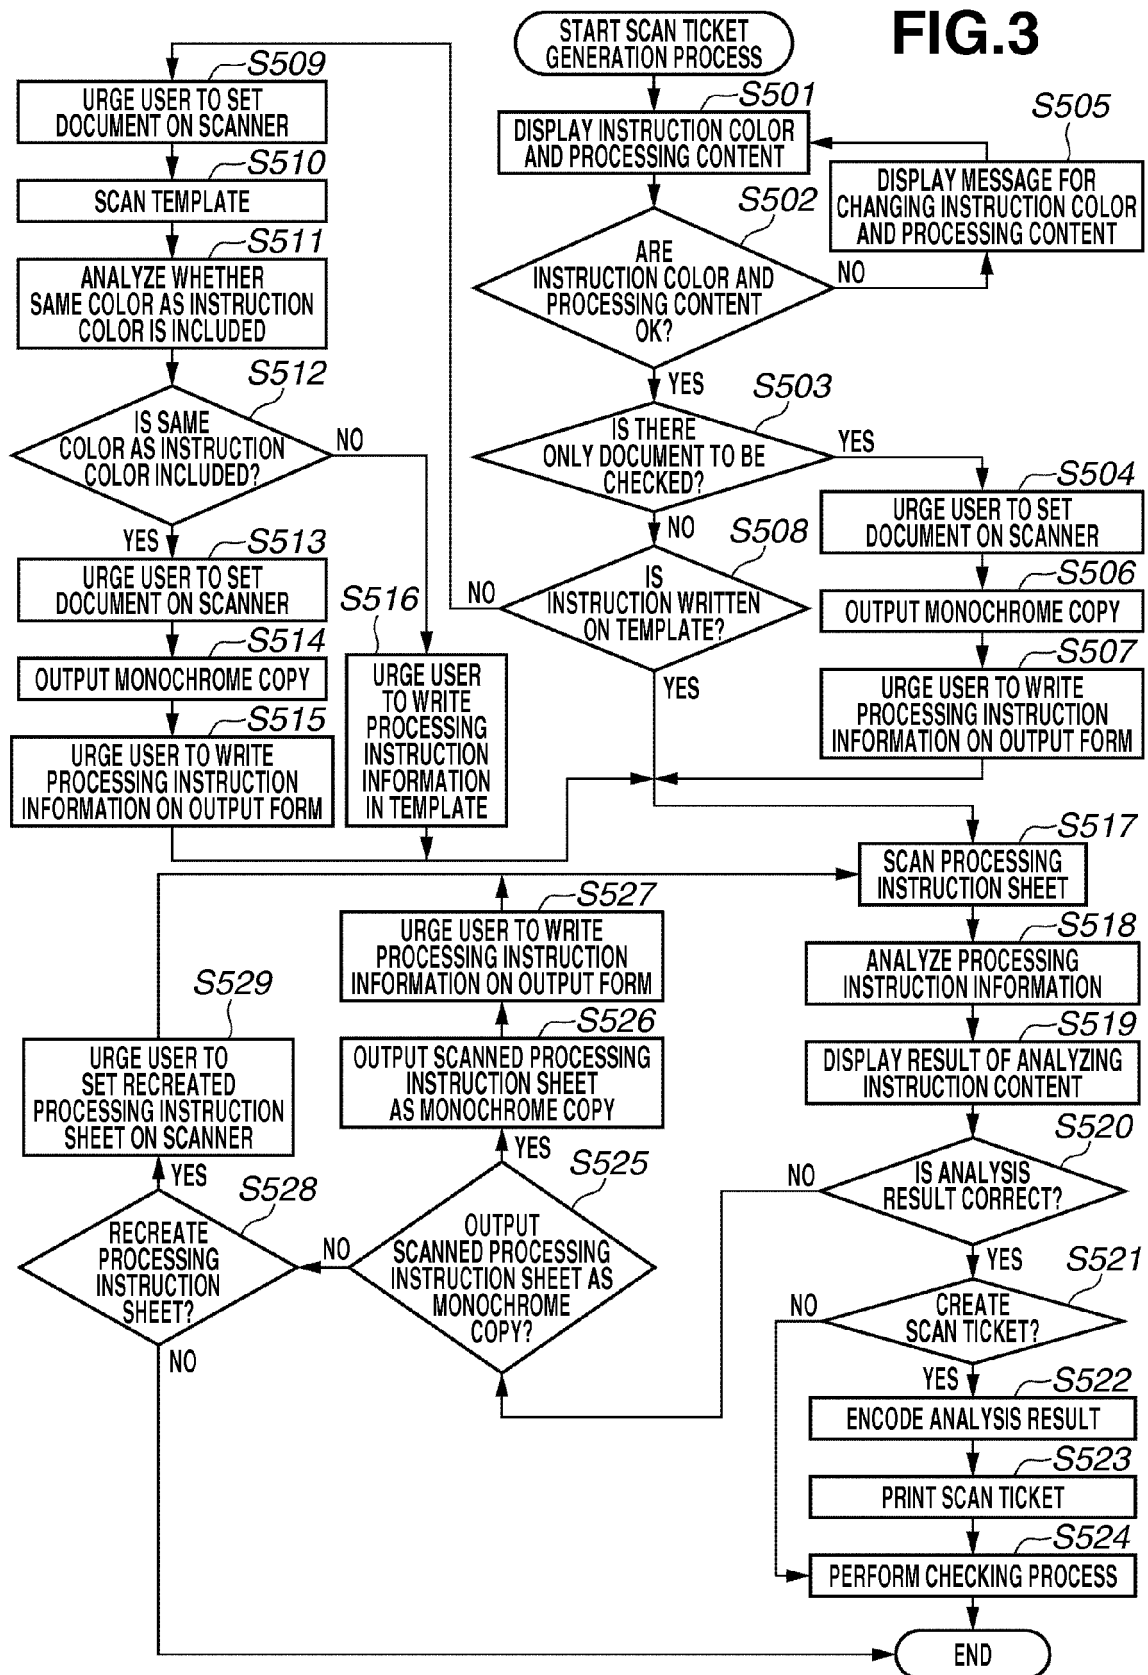 FIG.3
START SCAN TICKET
GENERATION PROCESS
S501
DISPLAY INSTRUCTION COLOR
AND PROCESSING CONTENT
S505
DISPLAY MESSAGE FOR
CHANGING INSTRUCTION COLOR
AND PROCESSING CONTENT
S502
ARE
INSTRUCTION COLOR AND
PROCESSING CONTENT
OK?
NO
YES
S503
IS THERE
ONLY DOCUMENT TO BE
CHECKED?
YES
NO
S504
URGE USER TO SET
DOCUMENT ON SCANNER
S506
OUTPUT MONOCHROME COPY
S507
URGE USER TO WRITE
PROCESSING INSTRUCTION
INFORMATION ON OUTPUT FORM
S508
IS
INSTRUCTION WRITTEN
ON TEMPLATE?
NO
YES
S509
URGE USER TO SET
DOCUMENT ON SCANNER
S510
SCAN TEMPLATE
S511
ANALYZE WHETHER
SAME COLOR AS INSTRUCTION
COLOR IS INCLUDED
S512
IS SAME
COLOR AS INSTRUCTION
COLOR INCLUDED?
NO
YES
S513
URGE USER TO SET
DOCUMENT ON SCANNER
S514
OUTPUT MONOCHROME COPY
S515
URGE USER TO WRITE
PROCESSING INSTRUCTION
INFORMATION ON OUTPUT FORM
S516
URGE USER
TO WRITE
PROCESSING
INSTRUCTION
INFORMATION
IN TEMPLATE
S517
SCAN PROCESSING
INSTRUCTION SHEET
S518
ANALYZE PROCESSING
INSTRUCTION INFORMATION
S519
DISPLAY RESULT OF ANALYZING
INSTRUCTION CONTENT
S520
IS ANALYSIS
RESULT CORRECT?
NO
YES
S521
CREATE
SCAN TICKET?
NO
YES
S522
ENCODE ANALYSIS RESULT
S523
PRINT SCAN TICKET
S524
PERFORM CHECKING PROCESS
END
S527
URGE USER TO WRITE
PROCESSING INSTRUCTION
INFORMATION ON OUTPUT FORM
S526
OUTPUT SCANNED PROCESSING
INSTRUCTION SHEET
AS MONOCHROME COPY
YES
S525
OUTPUT
SCANNED PROCESSING
INSTRUCTION SHEET AS
MONOCHROME
COPY?
NO
S529
URGE USER TO
SET RECREATED
PROCESSING INSTRUCTION
SHEET ON SCANNER
YES
S528
RECREATE
PROCESSING
INSTRUCTION
SHEET?
NO